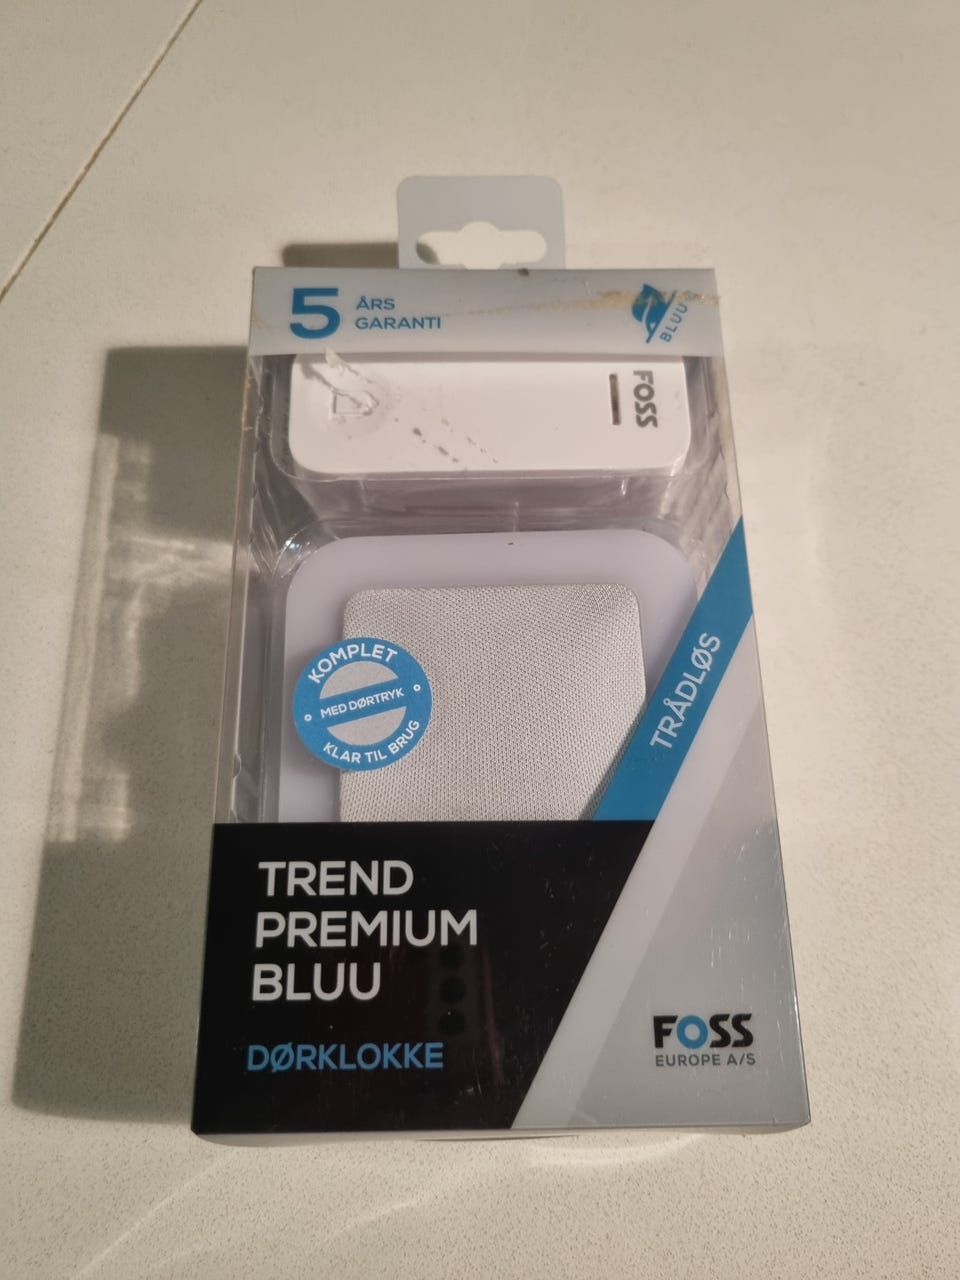 5 ÅRS
GARANTI
BLUU
FOSS
KOMPLET
MED DØRTRYK
KLAR TIL BRUG
TRÅDLØS
TREND
PREMIUM
BLUU
DØRKLOKKE
FOSS
EUROPE A/S